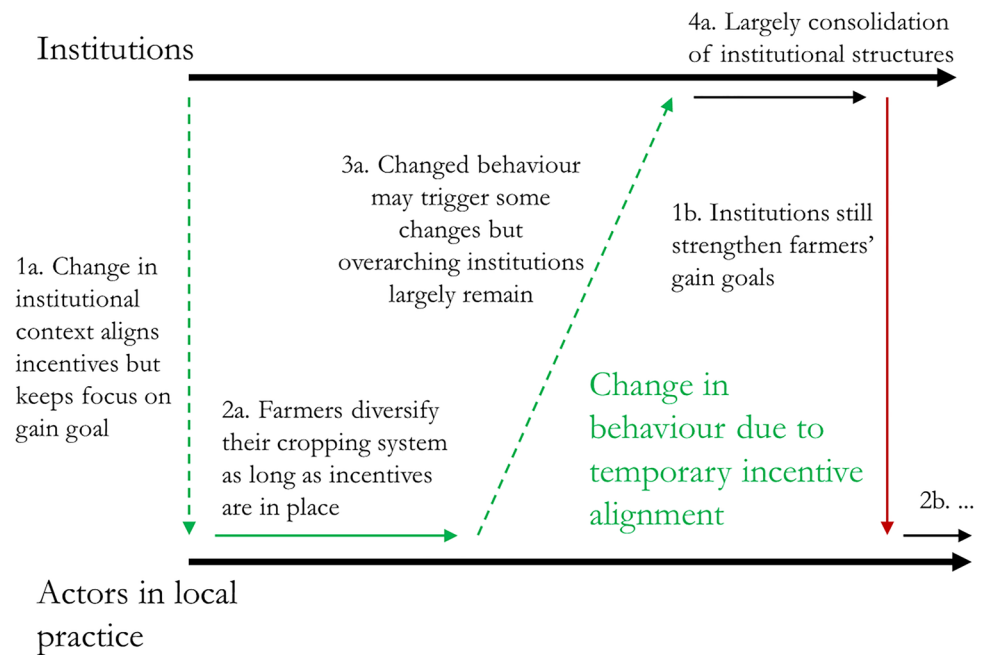 Institutions
4a. Largely consolidation
of institutional structures
3a. Changed behaviour
may trigger some
changes but
overarching institutions
largely remain
1b. Institutions still
strengthen farmers’
gain goals
1a. Change in
institutional
context aligns
incentives but
keeps focus on
gain goal
2a. Farmers diversify
their cropping system
as long as incentives
are in place
Change in
behaviour due to
temporary incentive
alignment
2b. ...
Actors in local
practice